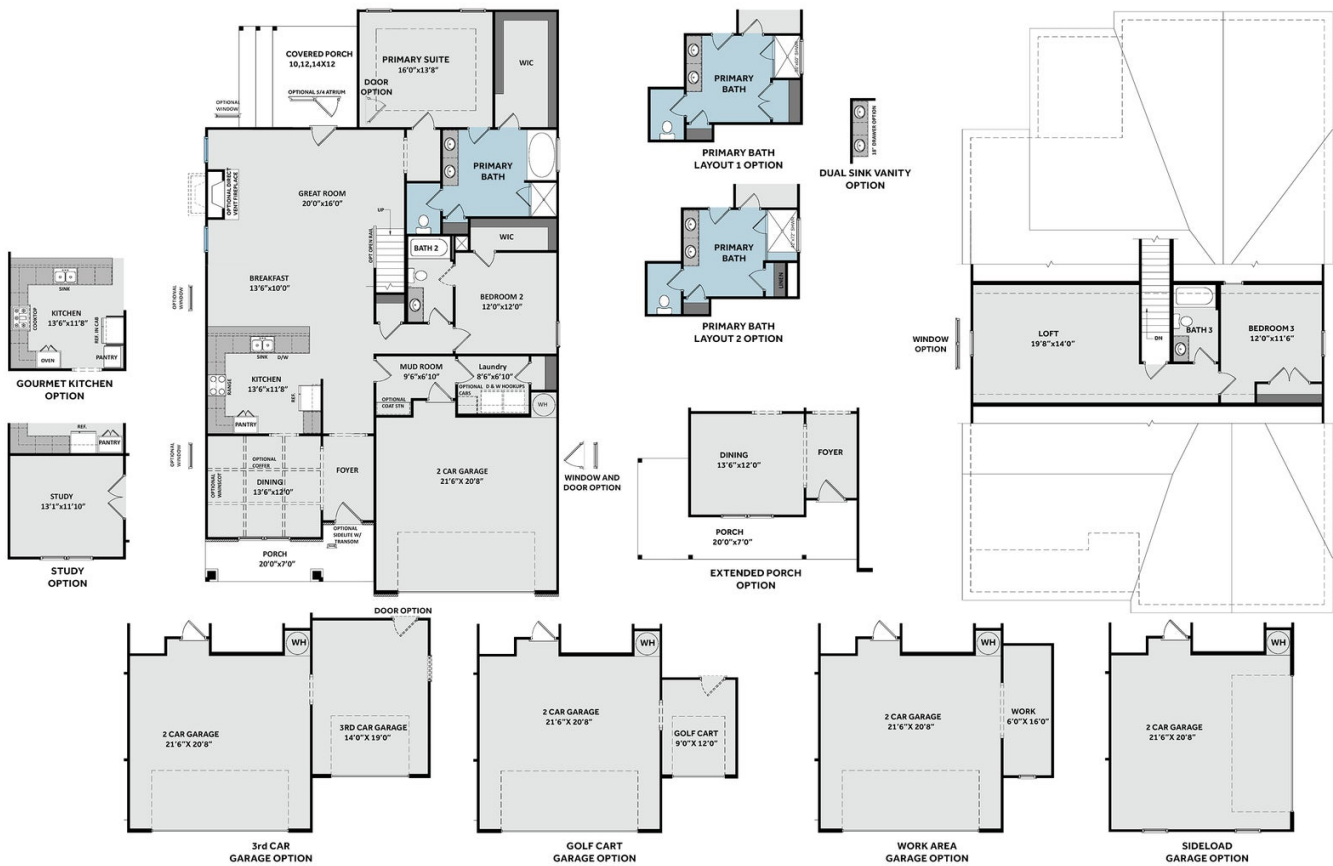 COVERED PORCH
10,12,14X12
OPTIONAL S/4 ATRIUM
OPTIONAL
WINDOW
PRIMARY SUITE
16'0"x13'8"
DOOR
OPTION
WIC
PRIMARY
BATH
GREAT ROOM
20'0"x16'0"
OPTIONAL DIRECT
VENT FIREPLACE
UP
OPT OPEN RAIL
BATH 2
WIC
BREAKFAST
13'6"x10'0"
OPTIONAL
WINDOW
BEDROOM 2
12'0"x12'0"
SINK
D/W
RANGE
KITCHEN
13'6"x11'8"
REF.
PANTRY
MUD ROOM
9'6"x6'10"
OPTIONAL
COAT STN
Laundry
8'6"x6'10"
OPTIONAL
CABS
D & W HOOKUPS
WH
OPTIONAL
WINDOW
OPTIONAL
WAINSCOT
OPTIONAL
COFFER
DINING
13'6"x12'0"
FOYER
OPTIONAL
SIDELITE W/
TRANSOM
PORCH
20'0"x7'0"
2 CAR GARAGE
21'6"X 20'8"
WINDOW AND
DOOR OPTION
SINK
COOKTOP
KITCHEN
13'6"x11'8"
REF. IN CAB
OVEN
PANTRY
GOURMET KITCHEN
OPTION
REF.
PANTRY
STUDY
13'1"x11'10"
STUDY
OPTION
PRIMARY
BATH
PRIMARY BATH
LAYOUT 1 OPTION
18" DRAWER OPTION
DUAL SINK VANITY
OPTION
PRIMARY
BATH
LINEN
PRIMARY BATH
LAYOUT 2 OPTION
DINING
13'6"x12'0"
FOYER
PORCH
20'0"x7'0"
EXTENDED PORCH
OPTION
WINDOW
OPTION
LOFT
19'8"x14'0"
DN
BATH 3
BEDROOM 3
12'0"x11'6"
DOOR OPTION
WH
2 CAR GARAGE
21'6"X 20'8"
3RD CAR GARAGE
14'0"X 19'0"
3rd CAR
GARAGE OPTION
WH
2 CAR GARAGE
21'6"X 20'8"
GOLF CART
9'0"X 12'0"
GOLF CART
GARAGE OPTION
WH
2 CAR GARAGE
21'6"X 20'8"
WORK
6'0"X 16'0"
WORK AREA
GARAGE OPTION
WH
2 CAR GARAGE
21'6"X 20'8"
SIDELOAD
GARAGE OPTION